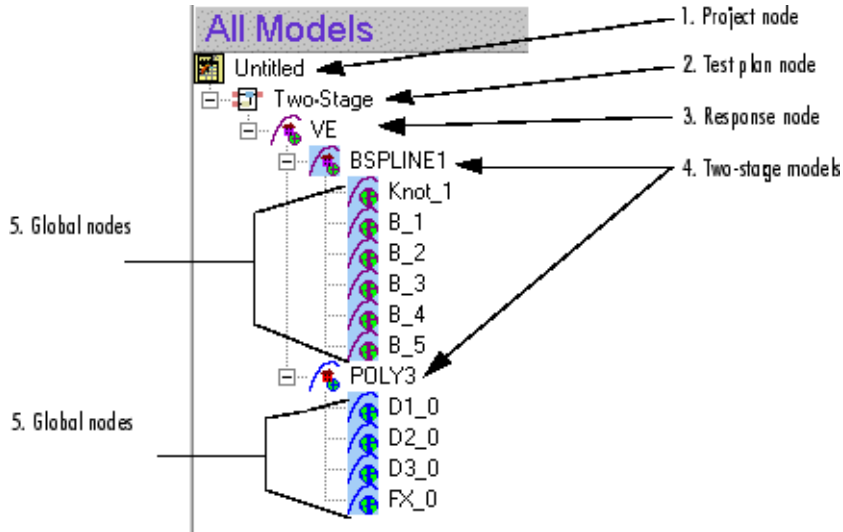 All Models
1. Project node
Untitled
2. Test plan node
Two-Stage
3. Response node
VE
BSPLINE1
4. Two-stage models
Knot_1
5. Global nodes
B_1
B_2
B_3
B_4
B_5
POLY3
D1_0
5. Global nodes
D2_0
D3_0
FX_0